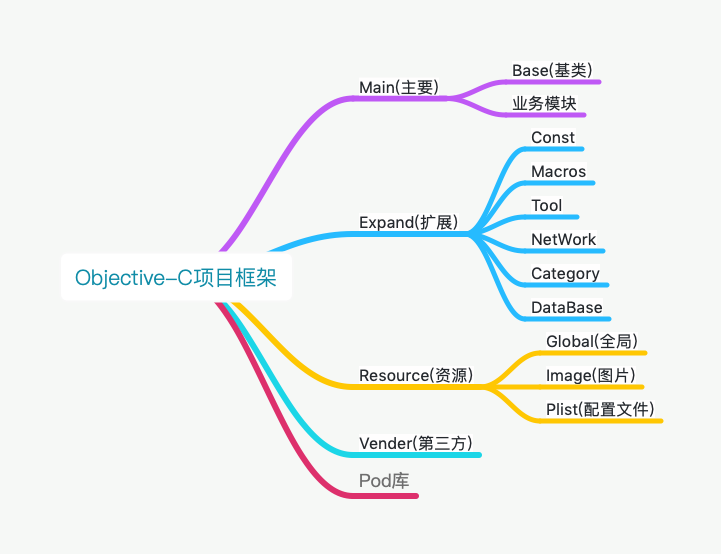 Objective-C项目框架
Main(主要)
Base(基类)
业务模块
Expand(扩展)
Const
Macros
Tool
NetWork
Category
DataBase
Resource(资源)
Global(全局)
Image(图片)
Plist(配置文件)
Vender(第三方)
Pod库